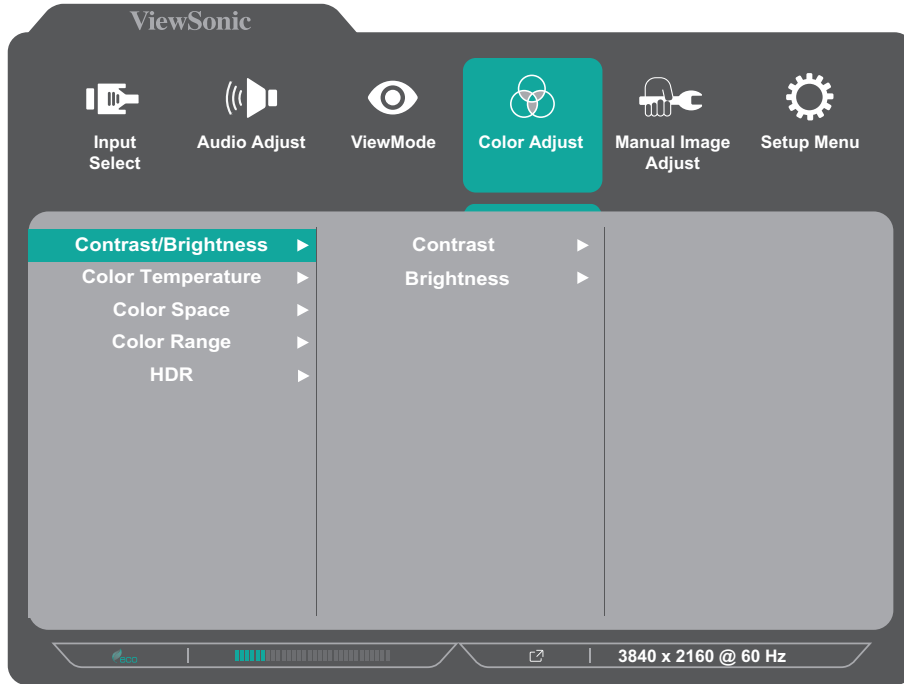 ViewSonic
Input
Select
Audio Adjust
ViewMode
Color Adjust
Manual Image
Adjust
Setup Menu
Contrast/Brightness
Color Temperature
Color Space
Color Range
HDR
Contrast
Brightness
eco
3840 x 2160 @ 60 Hz